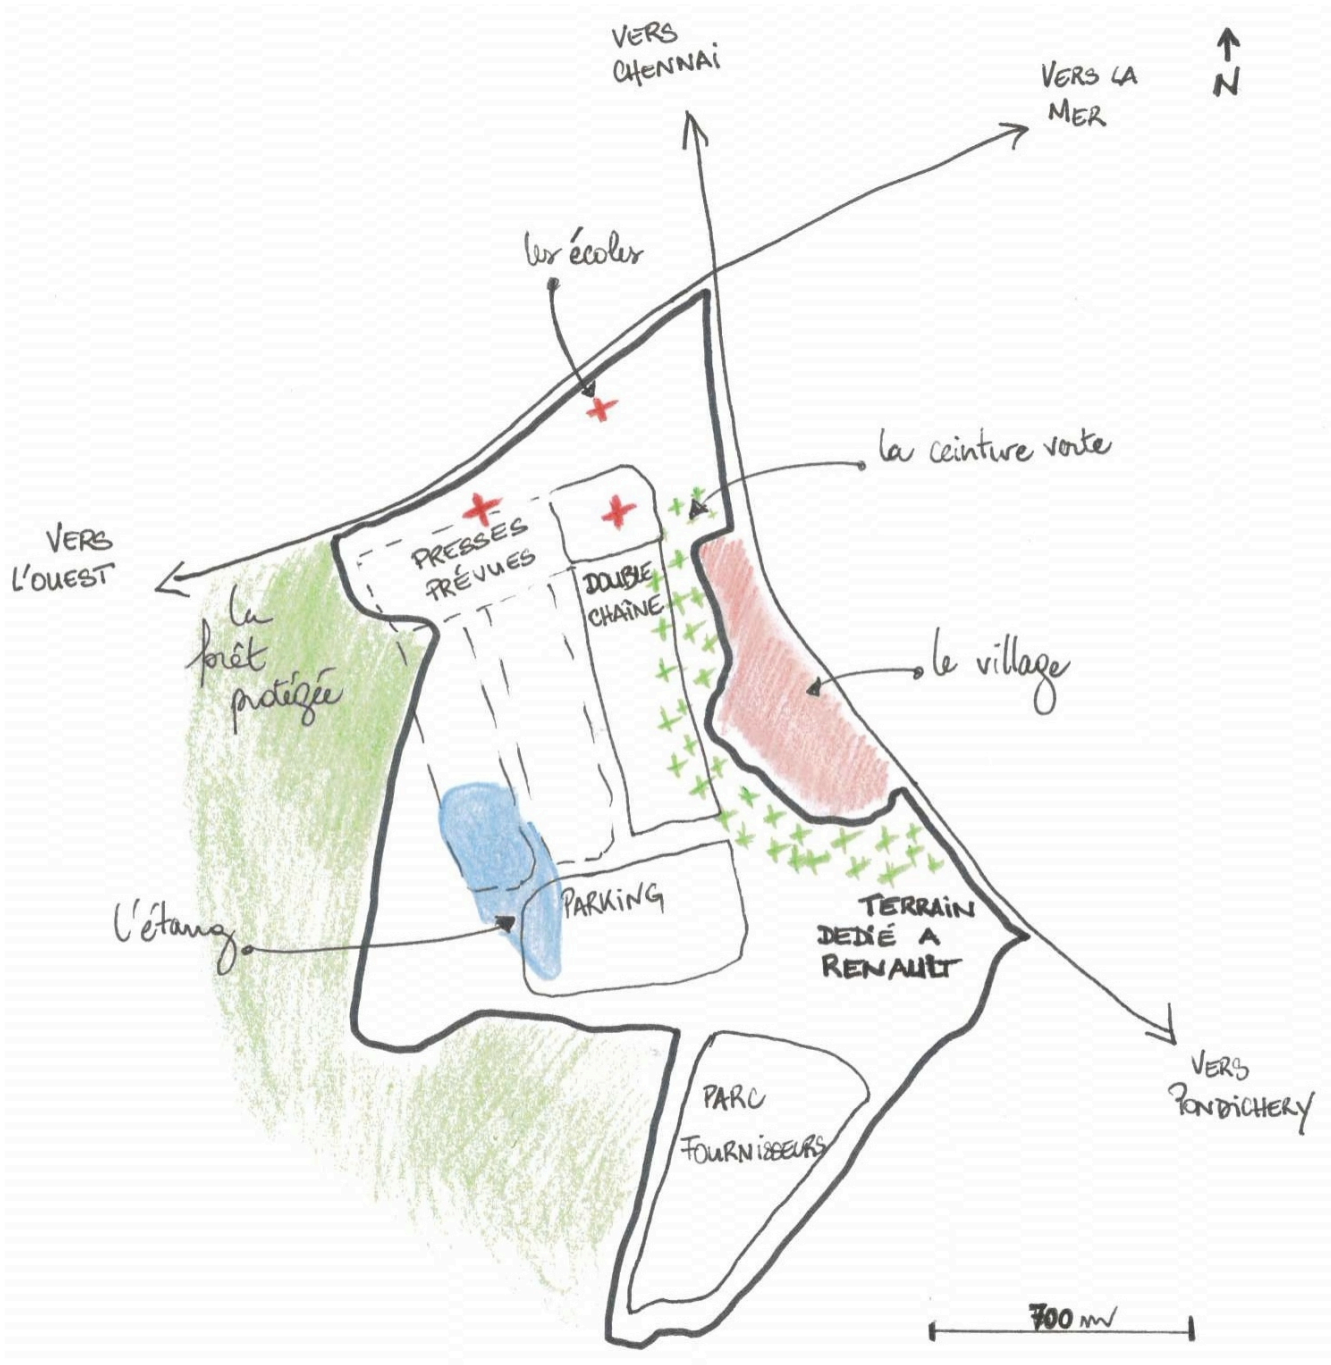 VERS
CHENNAI
VERS LA
MER
N
les écoles
la ceinture verte
VERS
L'OUEST
PRESSES
PRÉVUES
DOUBLE
CHAÎNE
la
forêt
protégée
le village
PARKING
L'étang
TERRAIN
DEDIÉ A
RENAULT
VERS
PONDICHERY
PARC
FOURNISSEURS
700 m